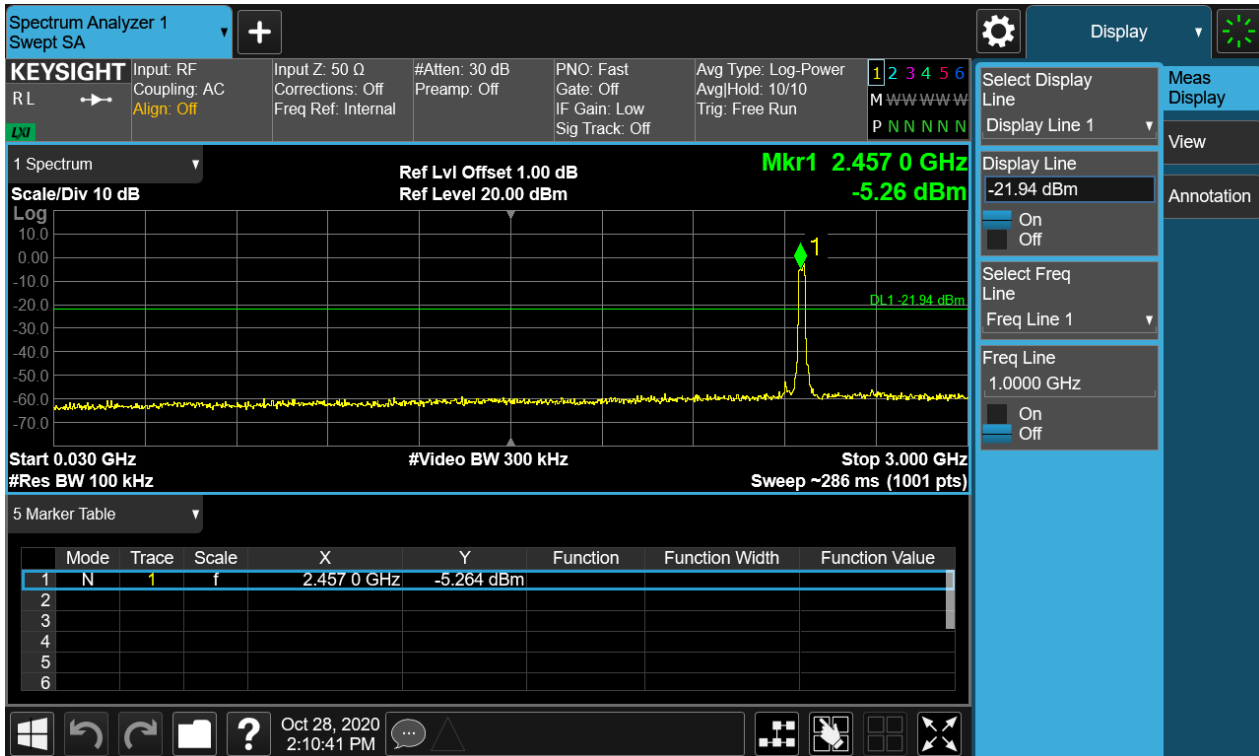 Spectrum Analyzer 1
Swept SA
+
Display
KEYSIGHT
R L
LXI
Input: RF
Coupling: AC
Align: Off
Input Z: 50 Ω
Corrections: Off
Freq Ref: Internal
#Atten: 30 dB
Preamp: Off
PNO: Fast
Gate: Off
IF Gain: Low
Sig Track: Off
Avg Type: Log-Power
Avg|Hold: 10/10
Trig: Free Run
1 2 3 4 5 6
M W W W W W W
P N N N N N
1 Spectrum
Scale/Div 10 dB
Ref Lvl Offset 1.00 dB
Ref Level 20.00 dBm
Mkr1 2.457 0 GHz
-5.26 dBm
Log
10.0
0.00
-10.0
-20.0
-30.0
-40.0
-50.0
-60.0
-70.0
1
DL1 -21.94 dBm
Start 0.030 GHz
#Video BW 300 kHz
Stop 3.000 GHz
#Res BW 100 kHz
Sweep ~286 ms (1001 pts)
5 Marker Table
Mode Trace Scale X Y Function Function Width Function Value
1 N 1 f 2.457 0 GHz -5.264 dBm
2
3
4
5
6
?
Oct 28, 2020
2:10:41 PM
Select Display
Line
Display Line 1
Display Line
-21.94 dBm
On
Off
Select Freq
Line
Freq Line 1
Freq Line
1.0000 GHz
On
Off
Meas
Display
View
Annotation